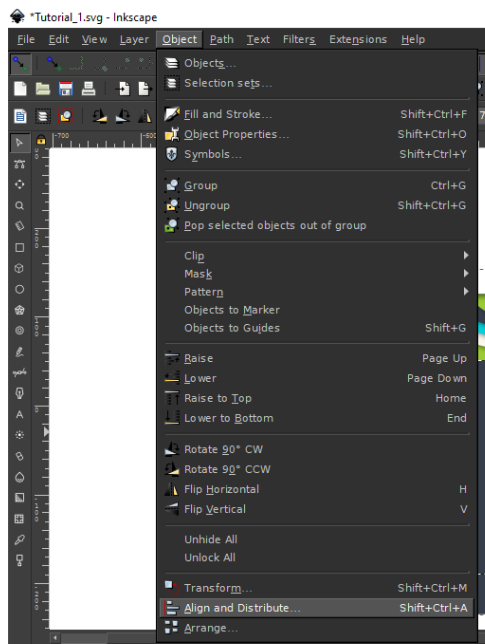 *Tutorial_1.svg - Inkscape
File Edit View Layer Object Path Text Filters Extensions Help
Objects...
Selection sets...
Fill and Stroke... Shift+Ctrl+F
Object Properties... Shift+Ctrl+O
Symbols... Shift+Ctrl+Y
Group Ctrl+G
Ungroup Shift+Ctrl+G
Pop selected objects out of group
Clip
Mask
Pattern
Objects to Marker
Objects to Guides Shift+G
Raise Page Up
Lower Page Down
Raise to Top Home
Lower to Bottom End
Rotate 90° CW
Rotate 90° CCW
Flip Horizontal H
Flip Vertical V
Unhide All
Unlock All
Transform... Shift+Ctrl+M
Align and Distribute... Shift+Ctrl+A
Arrange...